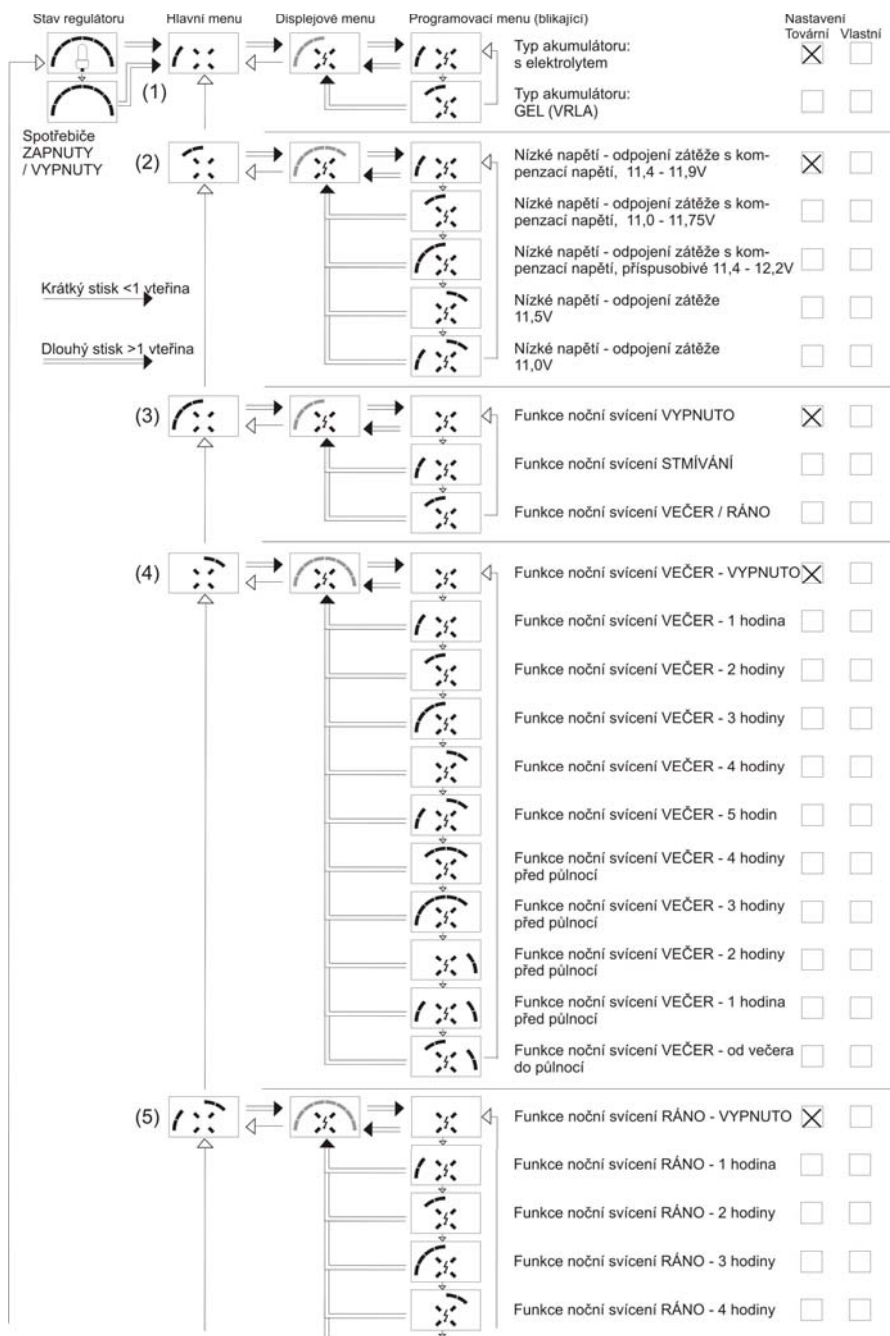 Stav regulátoru
Hlavní menu
Displejové menu
Programovací menu (blikající)
Nastavení
Tovární Vlastní
Typ akumulátoru:
s elektrolytem
(1)
Typ akumulátoru:
GEL (VRLA)
Spotřebiče
ZAPNUTY
/ VYPNUTY
(2)
Nízké napětí - odpojení zátěže s kom-
penzací napětí, 11,4 - 11,9V
Nízké napětí - odpojení zátěže s kom-
penzací napětí, 11,0 - 11,75V
Nízké napětí - odpojení zátěže s kom-
penzací napětí, příspusobivé 11,4 - 12,2V
Krátký stisk <1 vteřina
Nízké napětí - odpojení zátěže
11,5V
Dlouhý stisk >1 vteřina
Nízké napětí - odpojení zátěže
11,0V
(3)
Funkce noční svícení VYPNUTO
Funkce noční svícení STMÍVÁNÍ
Funkce noční svícení VEČER / RÁNO
(4)
Funkce noční svícení VEČER - VYPNUTO
Funkce noční svícení VEČER - 1 hodina
Funkce noční svícení VEČER - 2 hodiny
Funkce noční svícení VEČER - 3 hodiny
Funkce noční svícení VEČER - 4 hodiny
Funkce noční svícení VEČER - 5 hodin
Funkce noční svícení VEČER - 4 hodiny
před půlnocí
Funkce noční svícení VEČER - 3 hodiny
před půlnocí
Funkce noční svícení VEČER - 2 hodiny
před půlnocí
Funkce noční svícení VEČER - 1 hodina
před půlnocí
Funkce noční svícení VEČER - od večera
do půlnocí
(5)
Funkce noční svícení RÁNO - VYPNUTO
Funkce noční svícení RÁNO - 1 hodina
Funkce noční svícení RÁNO - 2 hodiny
Funkce noční svícení RÁNO - 3 hodiny
Funkce noční svícení RÁNO - 4 hodiny